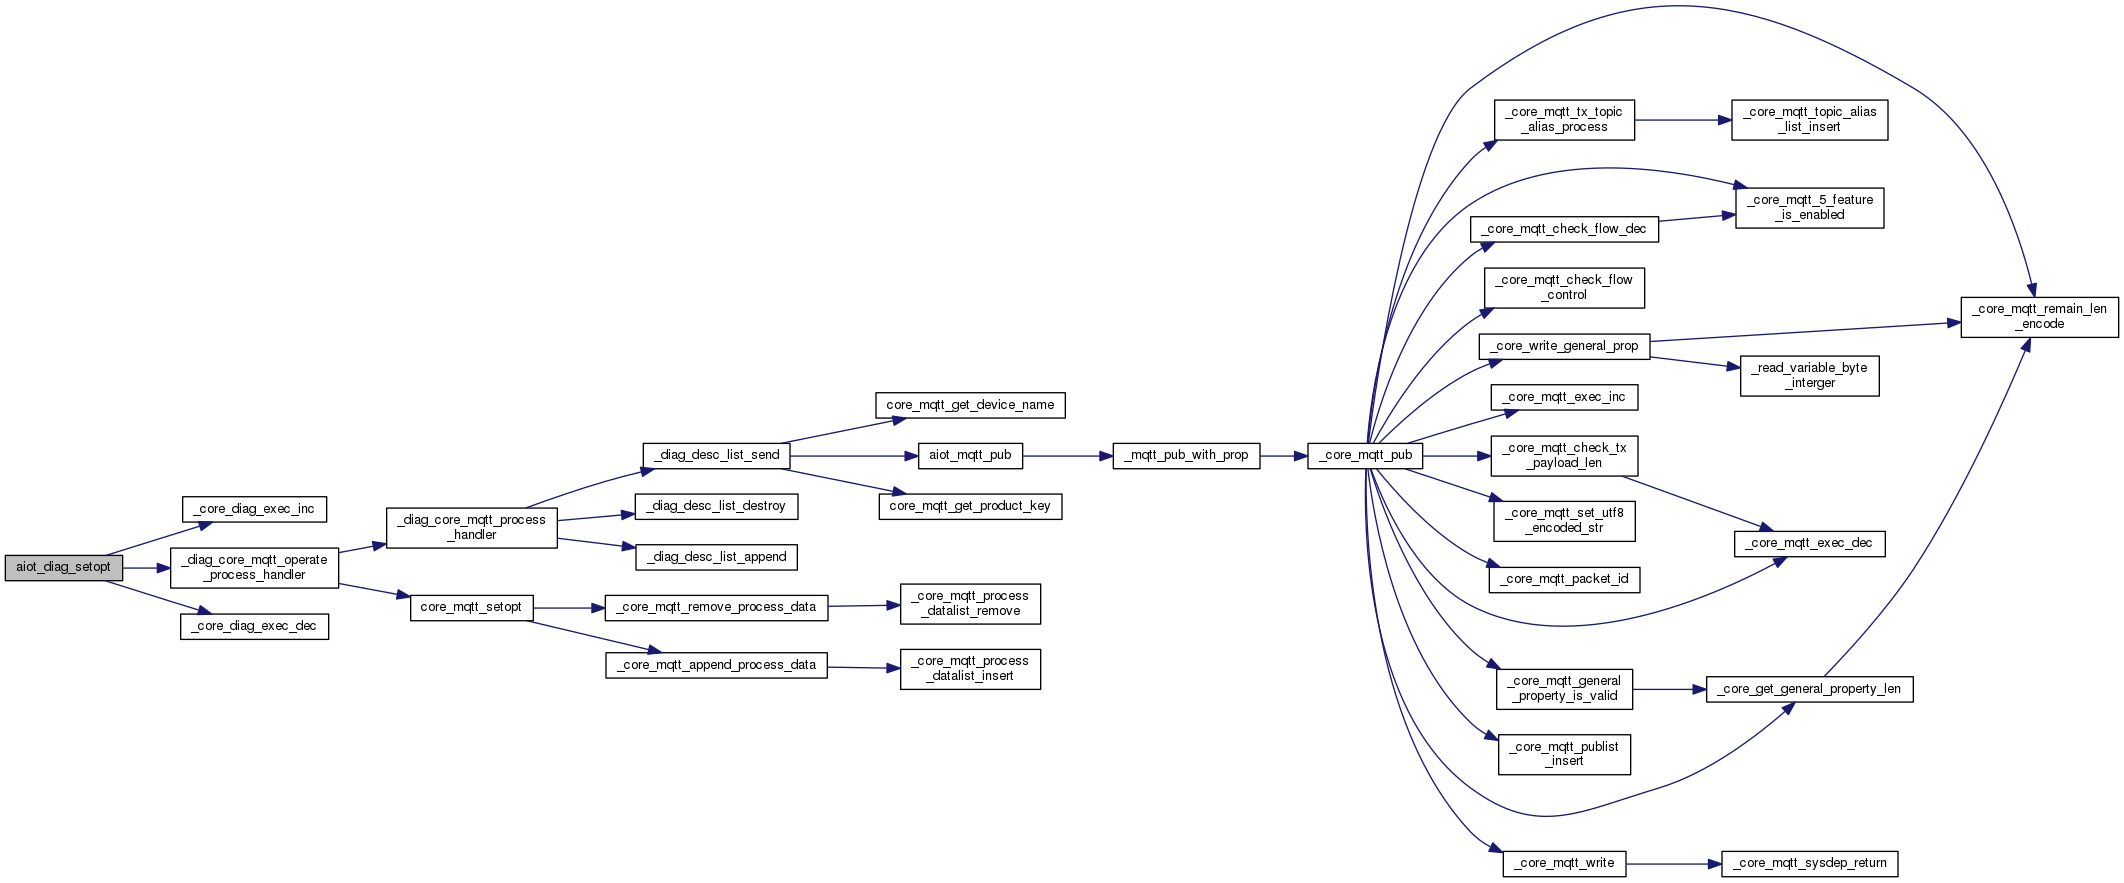 aiot_diag_setopt
_core_diag_exec_inc
_diag_core_mqtt_operate
_process_handler
_core_diag_exec_dec
_diag_core_mqtt_process
_handler
core_mqtt_setopt
_diag_desc_list_send
_diag_desc_list_destroy
_diag_desc_list_append
_core_mqtt_remove_process_data
_core_mqtt_append_process_data
core_mqtt_get_device_name
aiot_mqtt_pub
core_mqtt_get_product_key
_core_mqtt_process
_datalist_remove
_core_mqtt_process
_datalist_insert
_mqtt_pub_with_prop
_core_mqtt_pub
_core_mqtt_tx_topic
_alias_process
_core_mqtt_check_flow_dec
_core_mqtt_check_flow
_control
_core_write_general_prop
_core_mqtt_exec_inc
_core_mqtt_check_tx
_payload_len
_core_mqtt_set_utf8
_encoded_str
_core_mqtt_packet_id
_core_mqtt_general
_property_is_valid
_core_mqtt_publist
_insert
_core_mqtt_write
_core_mqtt_topic_alias
_list_insert
_core_mqtt_5_feature
_is_enabled
_read_variable_byte
_interger
_core_mqtt_exec_dec
_core_get_general_property_len
_core_mqtt_sysdep_return
_core_mqtt_remain_len
_encode